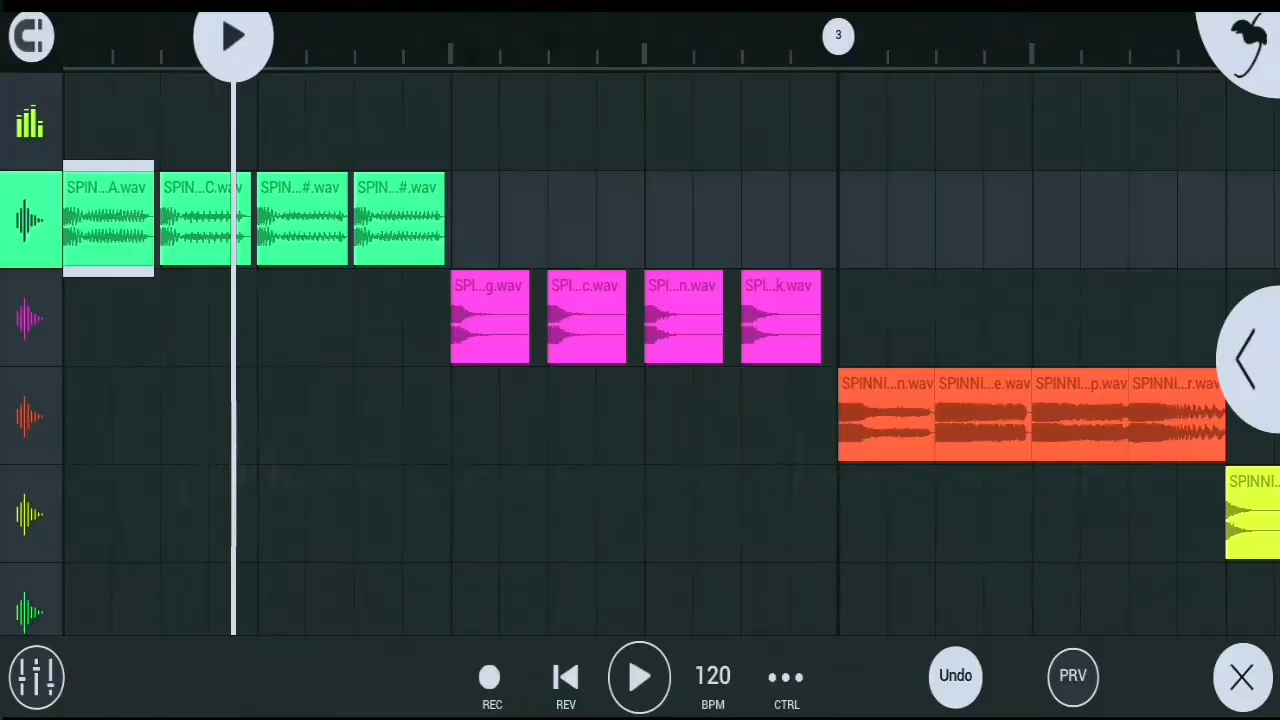 3
SPIN...A.wav SPIN...C.wav SPIN...#.wav SPIN...#.wav
SPI...g.wav SPI...c.wav SPI...n.wav SPI...k.wav
SPINNI...n.wav SPINNI...e.wav SPINNI...p.wav SPINNI...r.wav
SPINNI...
120 Undo PRV
REC REV BPM CTRL